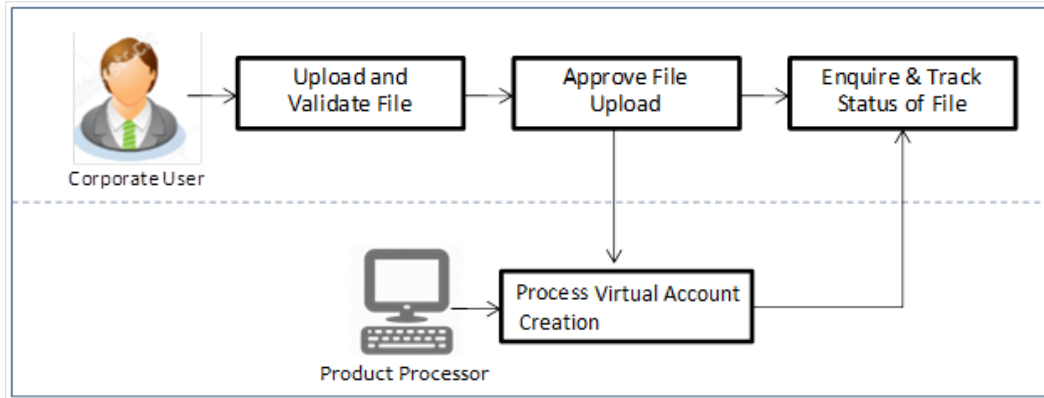 Upload and
Validate File
Approve File
Upload
Enquire & Track
Status of File
Corporate User
Process Virtual Account
Creation
Product Processor